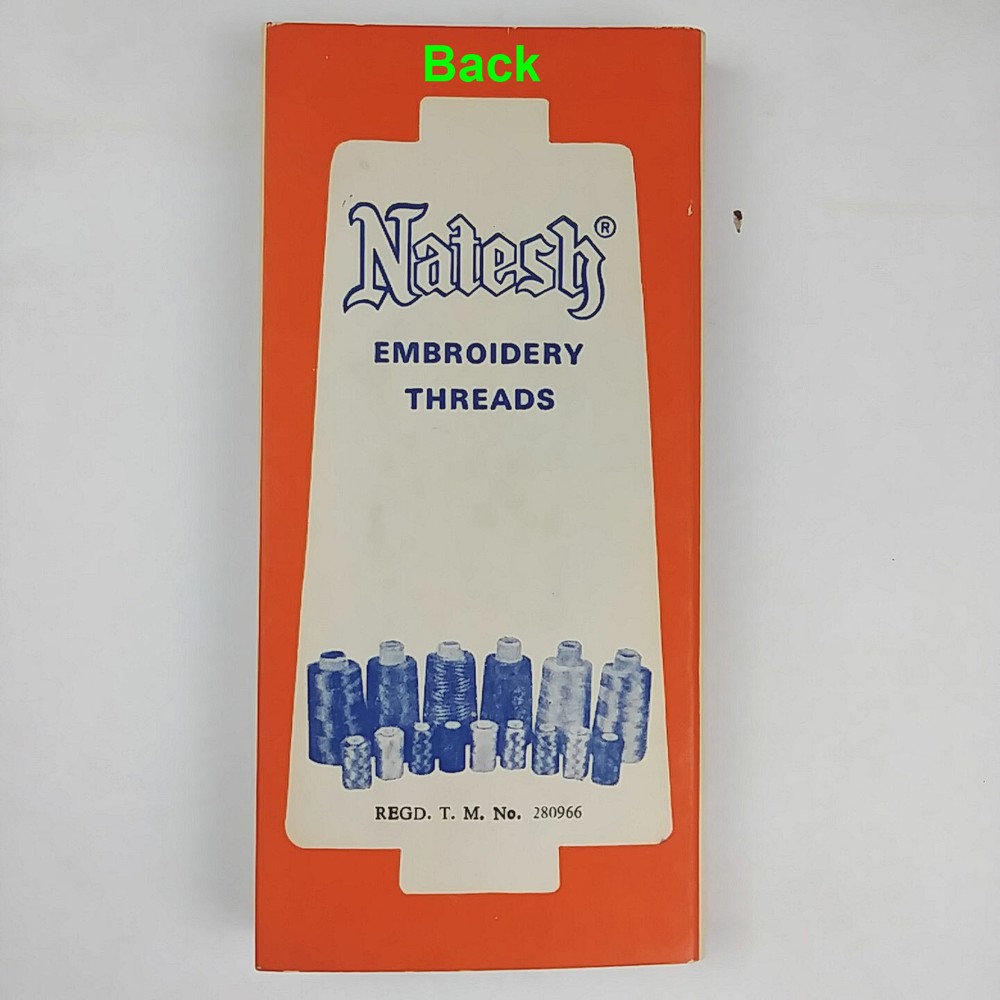 Back
Natesh®
EMBROIDERY
THREADS
REGD. T. M. No. 280966